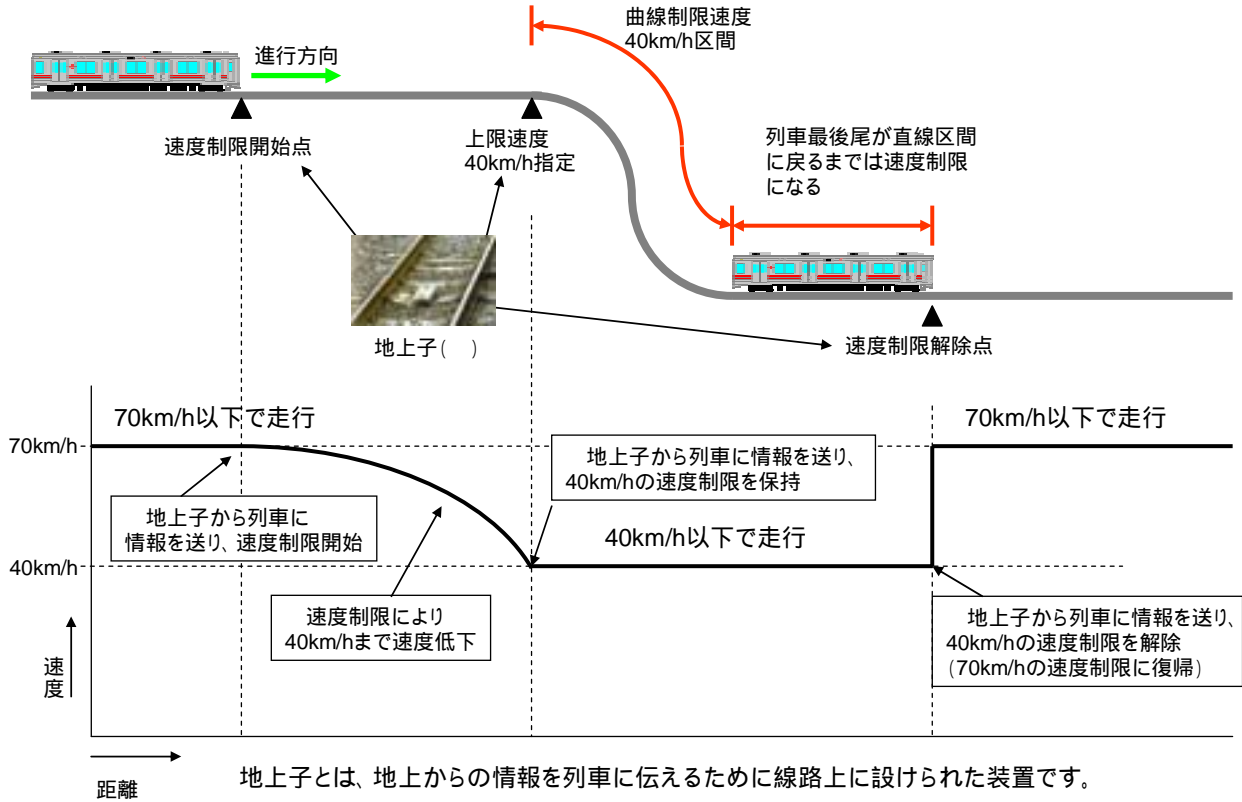 曲線制限速度
40km/h区間
進行方向
速度制限開始点
上限速度
40km/h指定
列車最後尾が直線区間
に戻るまでは速度制限
になる
地上子(　)
速度制限解除点
70km/h以下で走行
70km/h以下で走行
70km/h
地上子から列車に情報を送り、
40km/hの速度制限を保持
地上子から列車に
情報を送り、速度制限開始
40km/h以下で走行
40km/h
速度制限により
40km/hまで速度低下
地上子から列車に情報を送り、
40km/hの速度制限を解除
(70km/hの速度制限に復帰)
速度
距離
地上子とは、地上からの情報を列車に伝えるために線路上に設けられた装置です。